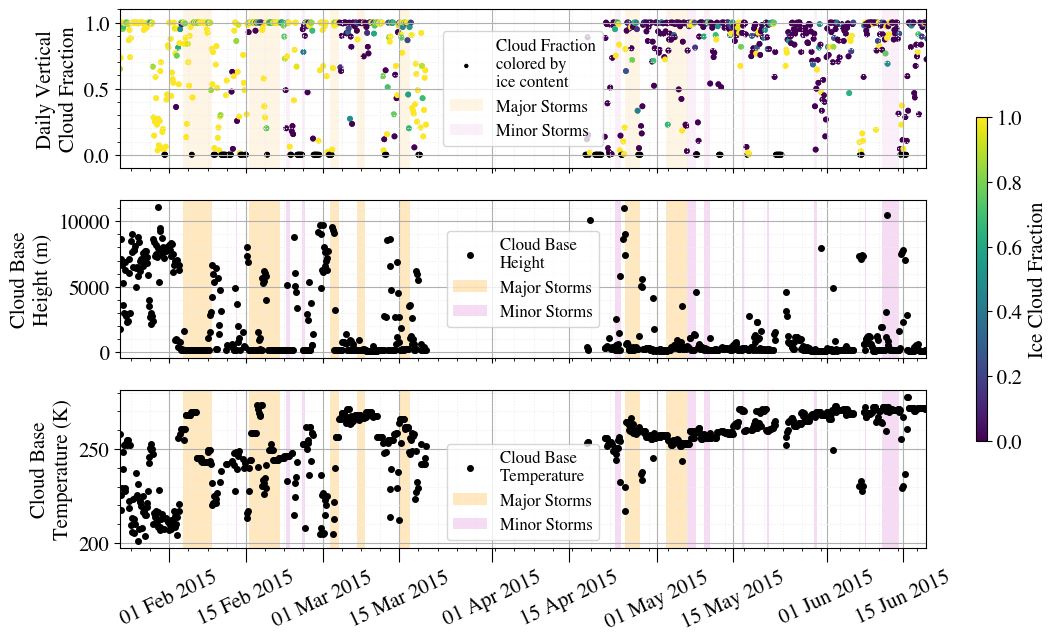 Daily Vertical
Cloud Fraction
1.0
0.5
0.0
Cloud Fraction
colored by
ice content
Major Storms
Minor Storms
Cloud Base
Height (m)
10000
5000
0
Cloud Base
Height
Major Storms
Minor Storms
Cloud Base
Temperature (K)
250
200
Cloud Base
Temperature
Major Storms
Minor Storms
01 Feb 2015
15 Feb 2015
01 Mar 2015
15 Mar 2015
01 Apr 2015
15 Apr 2015
01 May 2015
15 May 2015
01 Jun 2015
15 Jun 2015
1.0
0.8
0.6
0.4
0.2
0.0
Ice Cloud Fraction